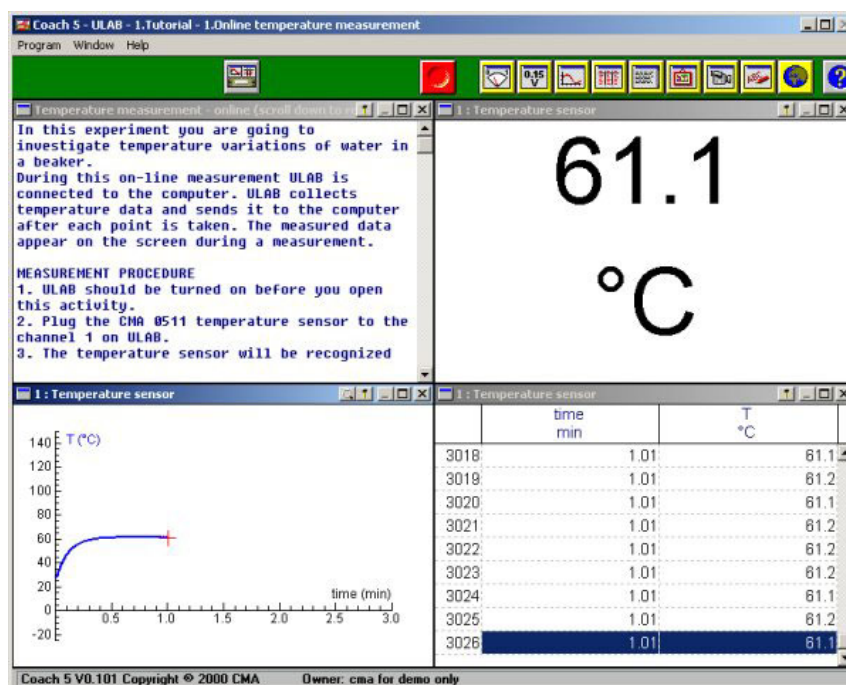 Coach 5 - ULAB - 1.Tutorial - 1.Online temperature measurement
Program Window Help
0.15
V
Temperature measurement - online (scroll down to
In this experiment you are going to
investigate temperature variations of water in
a beaker.
During this on-line measurement ULAB is
connected to the computer. ULAB collects
temperature data and sends it to the computer
after each point is taken. The measured data
appear on the screen during a measurement.
MEASUREMENT PROCEDURE
1. ULAB should be turned on before you open
this activity.
2. Plug the CMA 0511 temperature sensor to the
channel 1 on ULAB.
3. The temperature sensor will be recognized
1 : Temperature sensor
61.1
°C
1 : Temperature sensor
T (°C)
140
120
100
80
60
40
20
0
-20
0.5 1.0 1.5 2.0 2.5 3.0
time (min)
1 : Temperature sensor
time T
min °C
3018 1.01 61.1
3019 1.01 61.2
3020 1.01 61.1
3021 1.01 61.2
3022 1.01 61.2
3023 1.01 61.2
3024 1.01 61.1
3025 1.01 61.2
3026 1.01 61.1
Coach 5 V0.101 Copyright © 2000 CMA Owner: cma for demo only